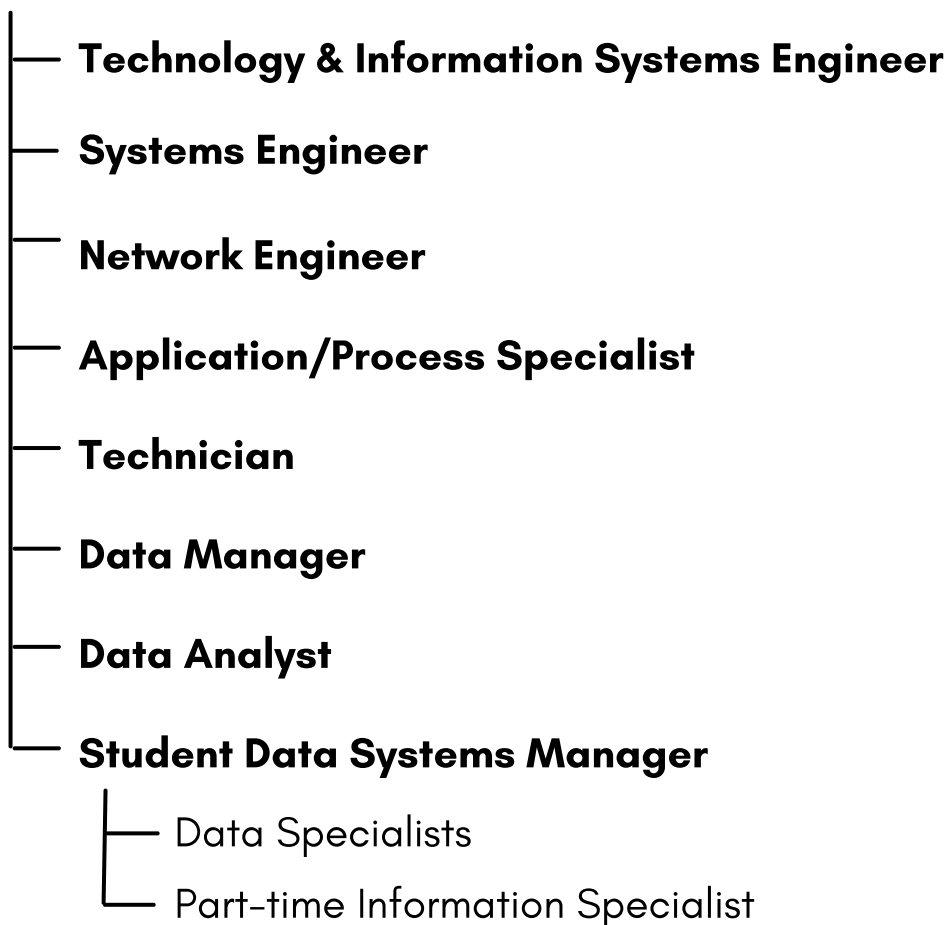 Technology & Information Systems Engineer
Systems Engineer
Network Engineer
Application/Process Specialist
Technician
Data Manager
Data Analyst
Student Data Systems Manager
Data Specialists
Part-time Information Specialist